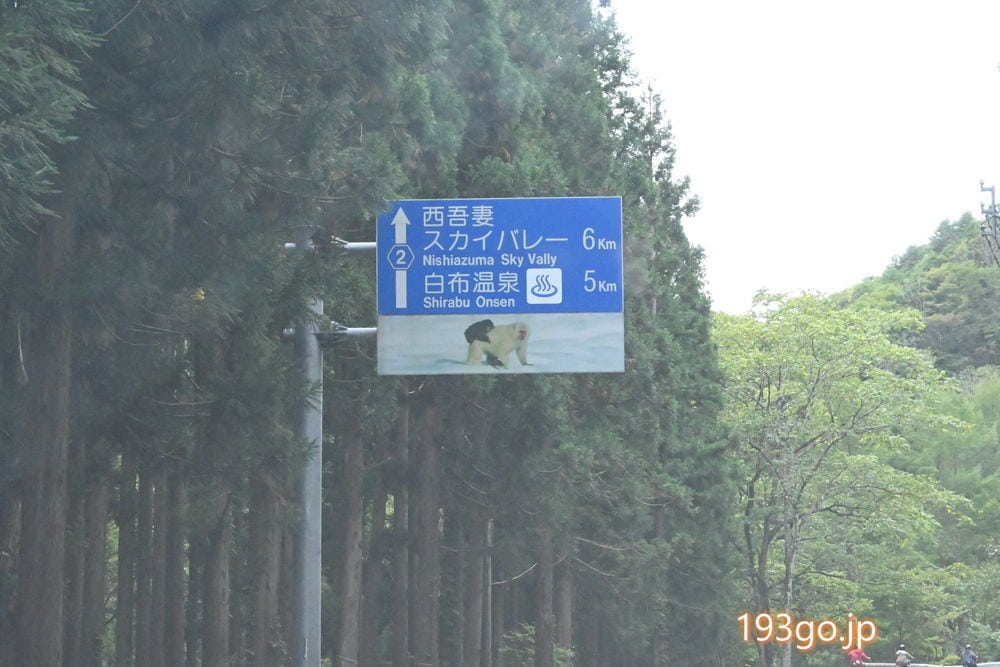 西吾妻
スカイバレー 6Km
Nishiazuma Sky Vally
2
白布温泉 5Km
Shirabu Onsen
193go.jp